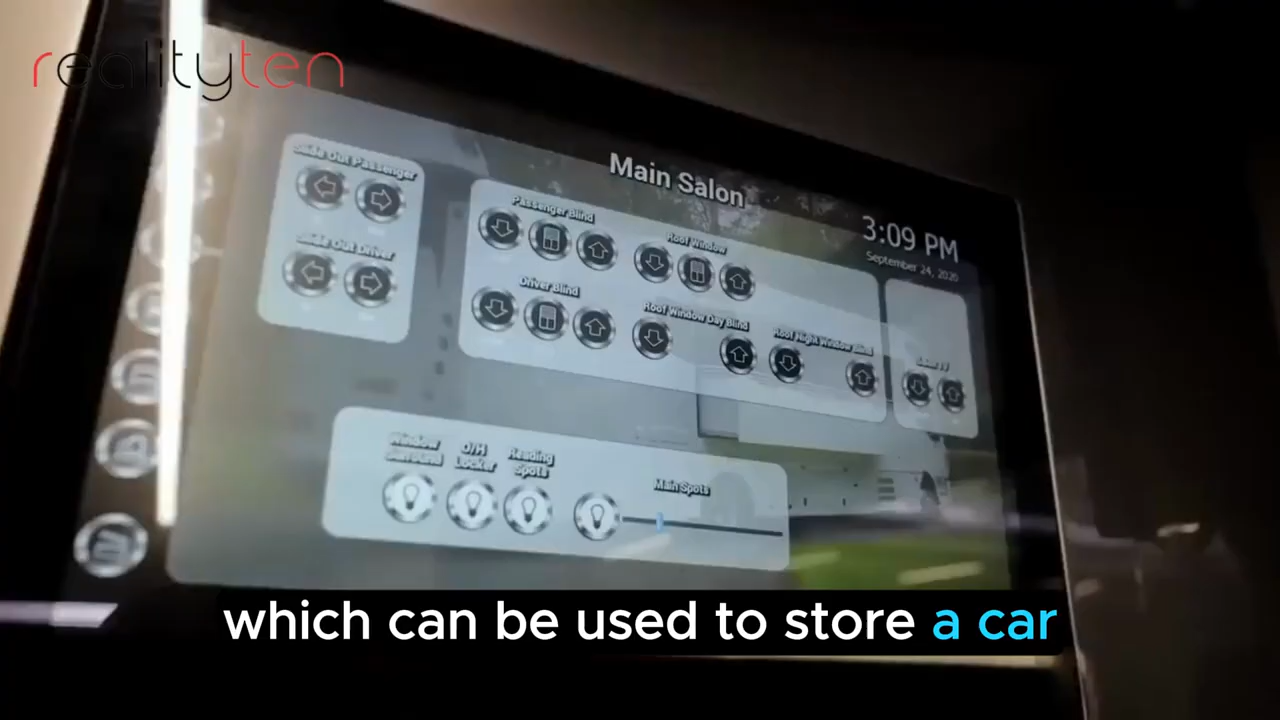 realityten
Main Salon
3:09 PM
September 24, 2020
Slide Out Passenger
Slide Out Driver
Passenger Blind
Roof Window
Driver Blind
Roof Window Day Blind
Roof Night Window Blind
Window
Surround
O/H
Locker
Reading
Spots
Main Spots
which can be used to store a car